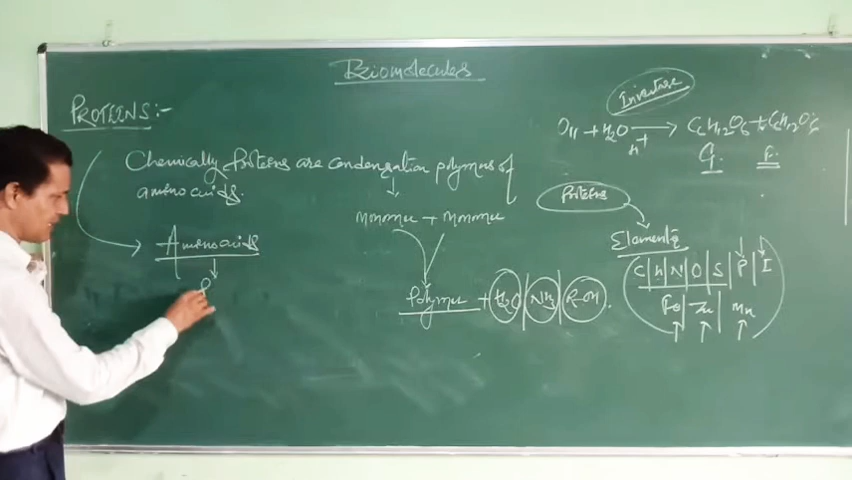 Biomolecules
PROTEINS:-
Chemically Proteins are condensation polymers of
amino acids.
Monomer + Monomer
Polymer + H₂O | NH₃ | R-OH.
Amino acids
Invertase
O₁₁ + H₂O → C₆H₁₂O₆ + C₆H₁₂O₆
H⁺
G. F.
Proteins
Elements
C | H | N | O | S | P | I
Fe | Zn | Mn